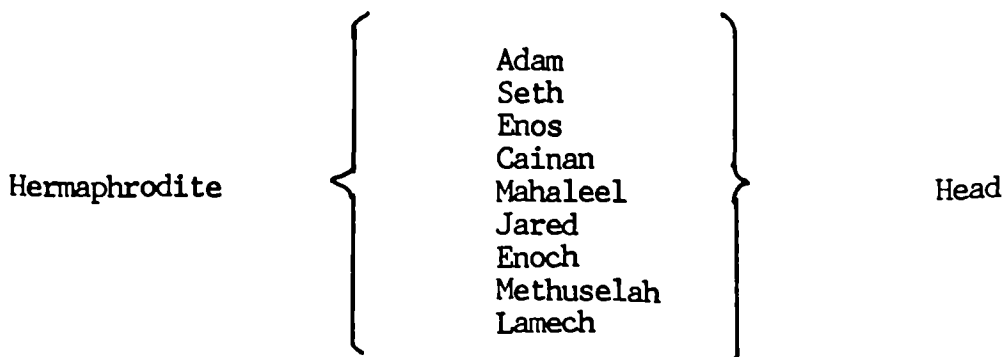 Adam
Seth
Enos
Cainan
Hermaphrodite Mahaleel Head
Jared
Enoch
Methuselah
Lamech